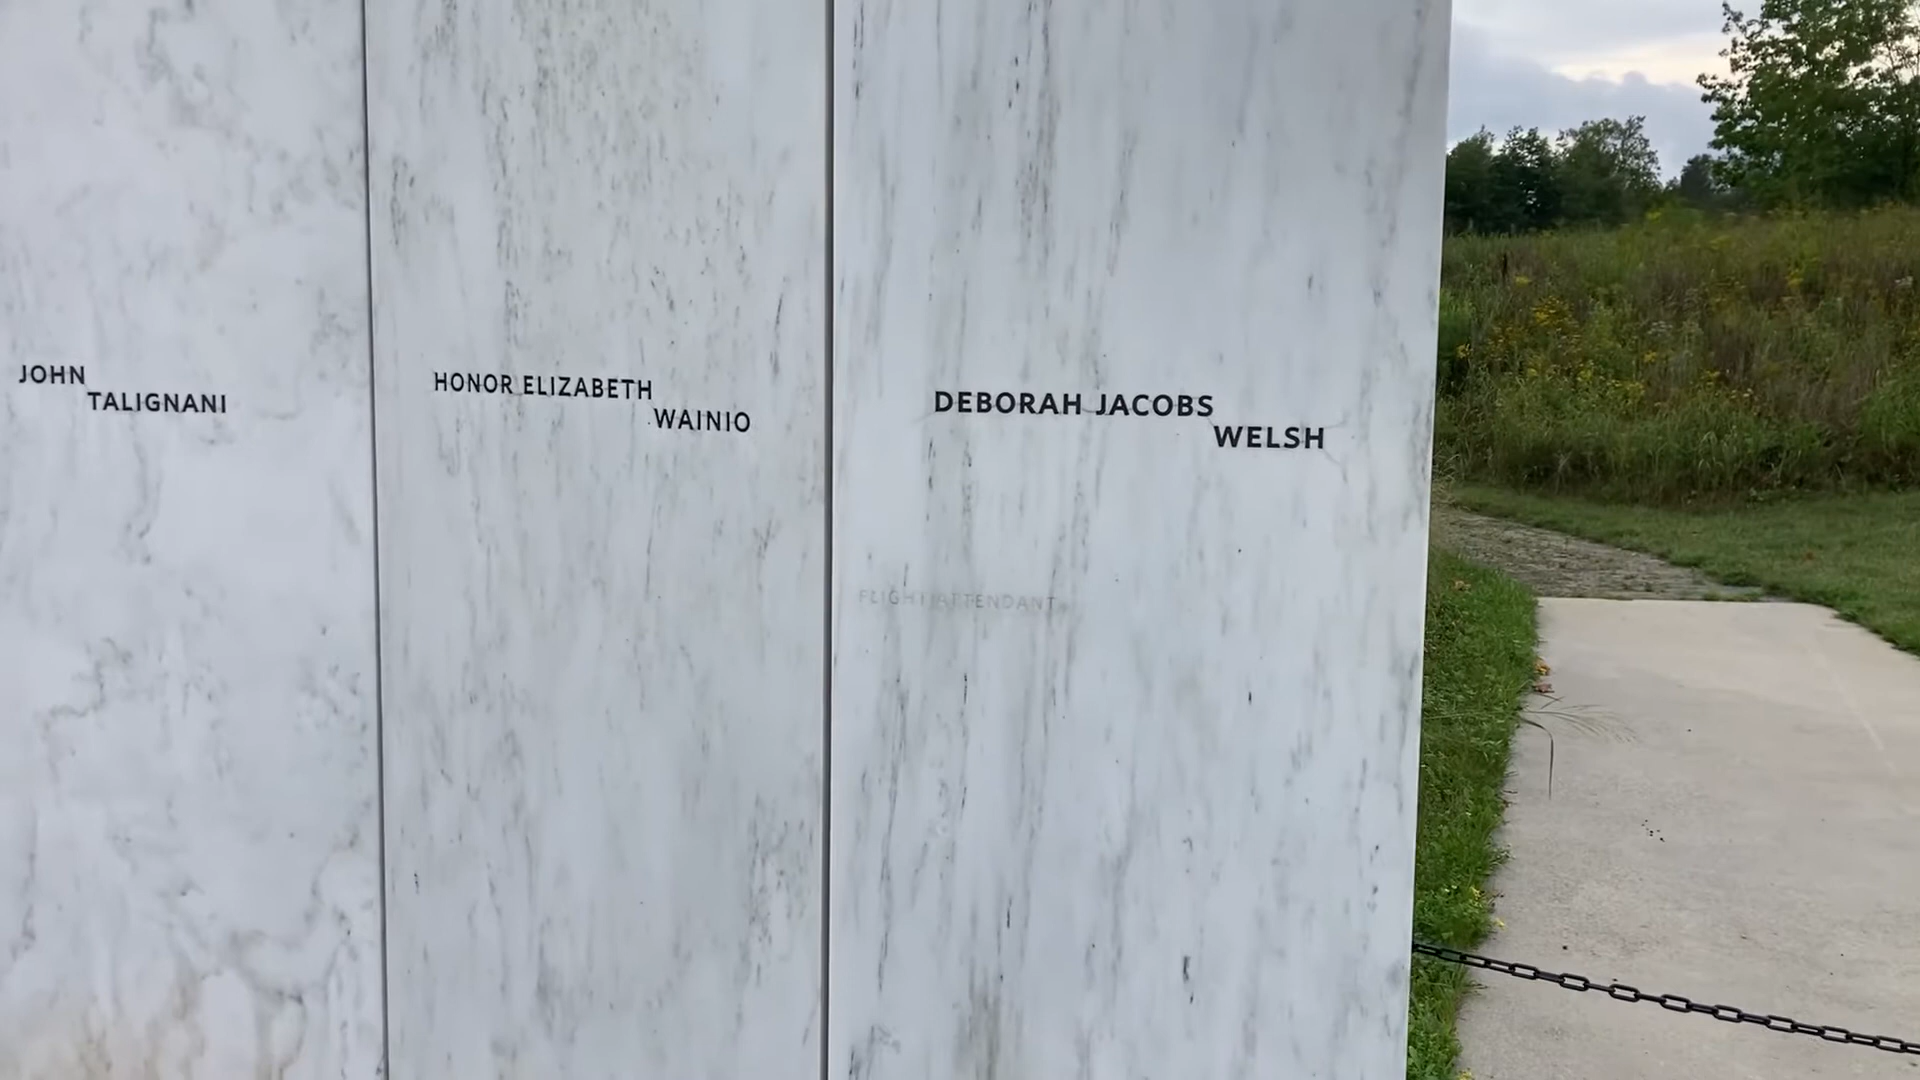 JOHN
TALIGNANI
HONOR ELIZABETH
WAINIO
DEBORAH JACOBS
WELSH
FLIGHT ATTENDANT